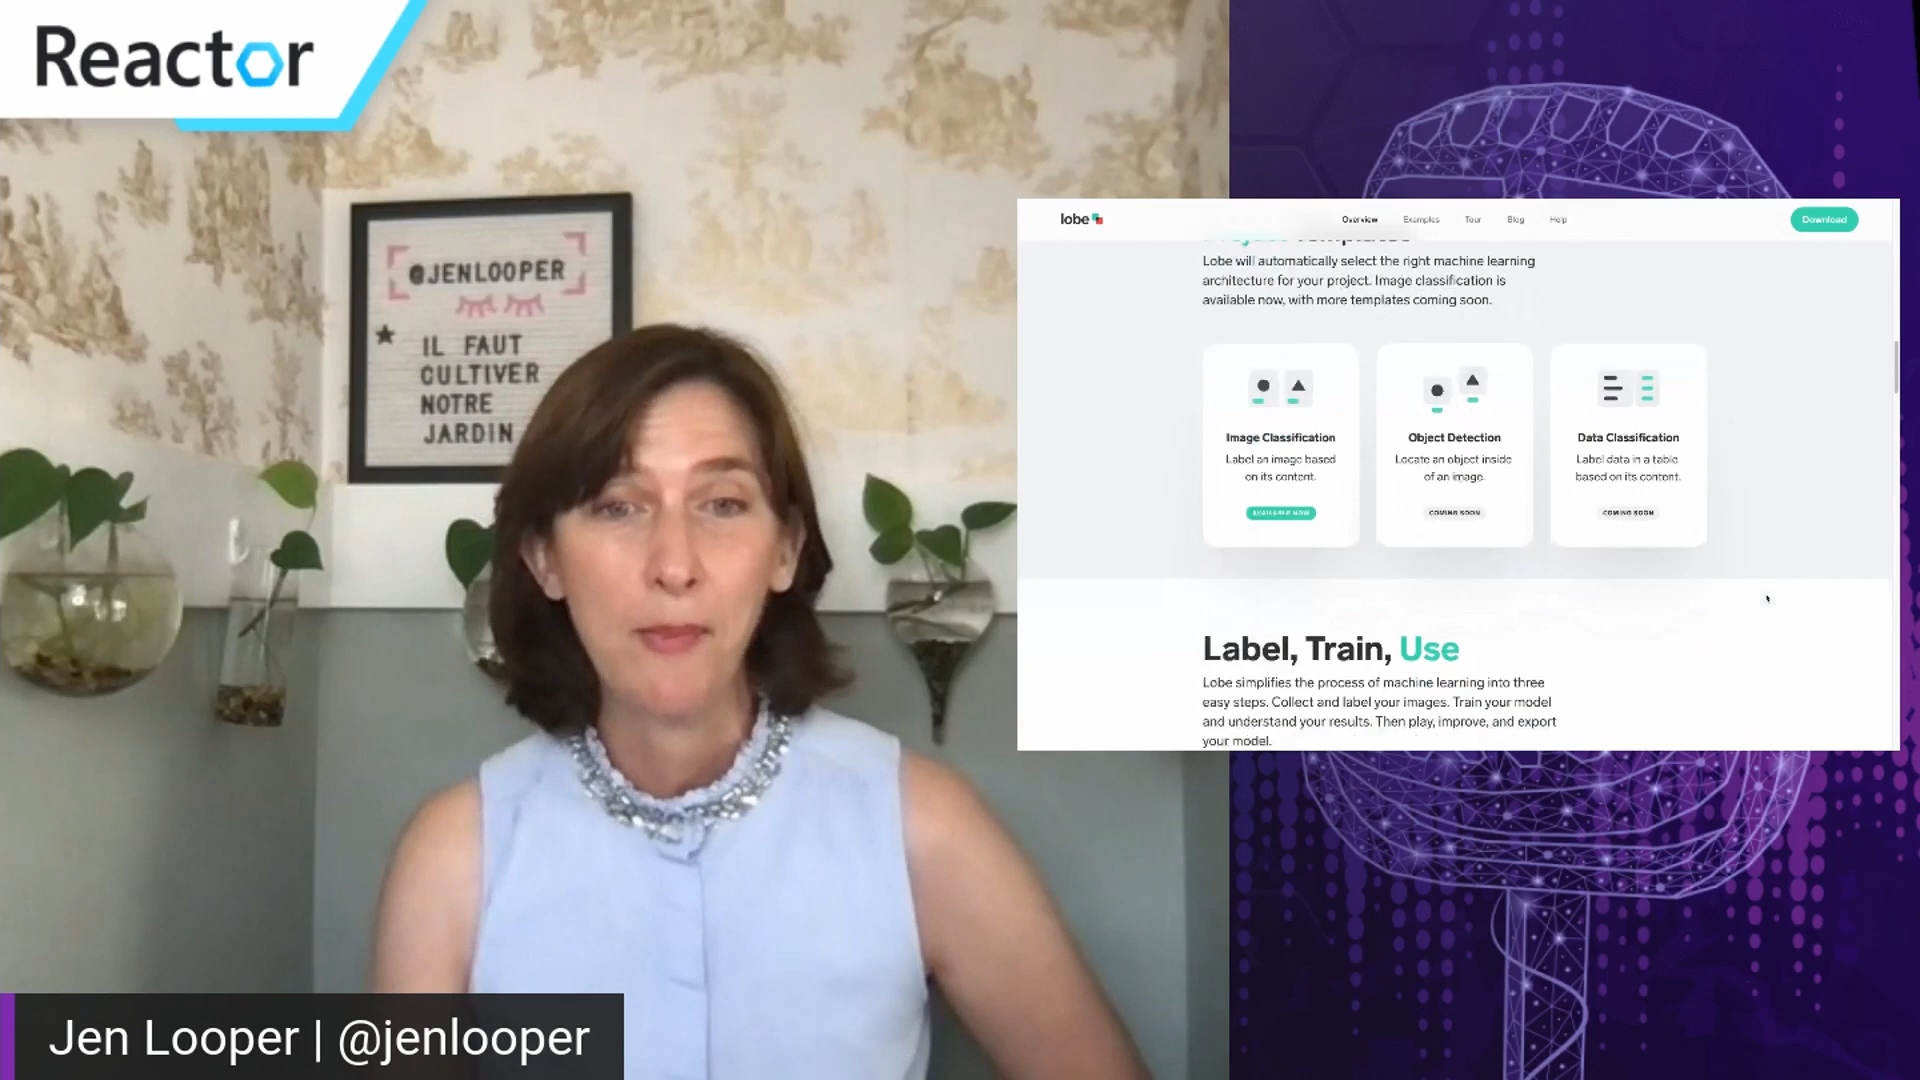 Reactor
@JENLOOPER
IL FAUT
CULTIVER
NOTRE
JARDIN
lobe
Overview
Examples
Tour
Blog
Help
Download
Project Templates
Lobe will automatically select the right machine learning
architecture for your project. Image classification is
available now, with more templates coming soon.
Image Classification
Label an image based
on its content.
AVAILABLE NOW
Object Detection
Locate an object inside
of an image.
COMING SOON
Data Classification
Label data in a table
based on its content.
COMING SOON
Label, Train, Use
Lobe simplifies the process of machine learning into three
easy steps. Collect and label your images. Train your model
and understand your results. Then play, improve, and export
your model.
Jen Looper | @jenlooper